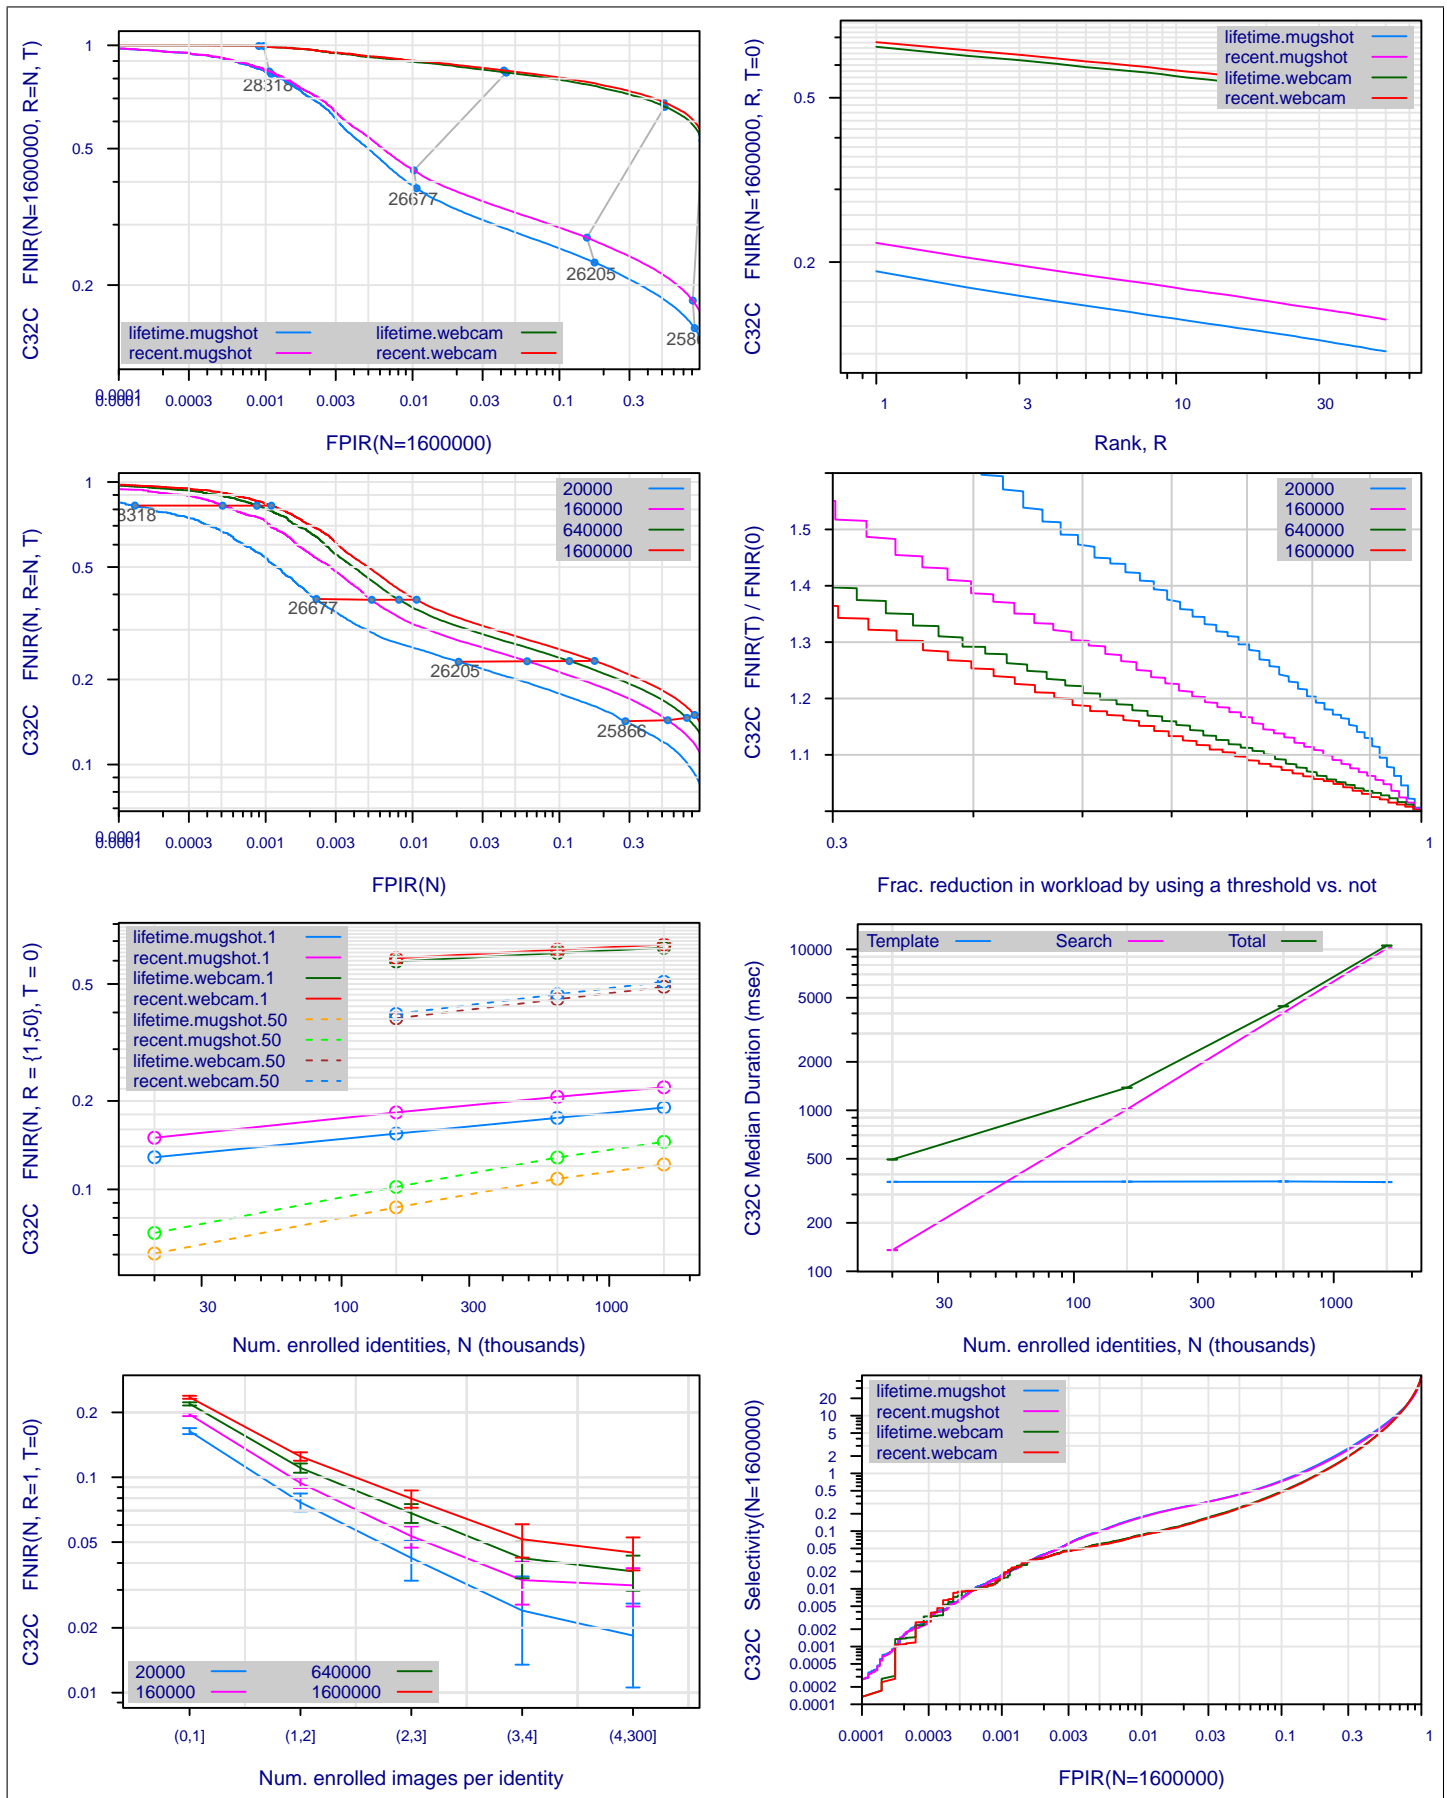 C32C FNIR(N=1600000, R=N, T)
1
0.5
0.2
28318
26677
26205
lifetime.mugshot
recent.mugshot
lifetime.webcam
recent.webcam
0.0001
0.0001 0.0003 0.001 0.003 0.01 0.03 0.1 0.3
FPIR(N=1600000)
C32C FNIR(N=1600000, R, T=0)
0.5
0.2
lifetime.mugshot
recent.mugshot
lifetime.webcam
recent.webcam
1 3 10 30
Rank, R
C32C FNIR(N, R=N, T)
1
0.5
0.2
0.1
8318
26677
26205
25866
20000
160000
640000
1600000
0.0001
0.0001 0.0003 0.001 0.003 0.01 0.03 0.1 0.3
FPIR(N)
C32C FNIR(T) / FNIR(0)
1.5
1.4
1.3
1.2
1.1
20000
160000
640000
1600000
0.3 1
Frac. reduction in workload by using a threshold vs. not
C32C FNIR(N, R = {1,50}, T = 0)
0.5
0.2
0.1
lifetime.mugshot.1
recent.mugshot.1
lifetime.webcam.1
recent.webcam.1
lifetime.mugshot.50
recent.mugshot.50
lifetime.webcam.50
recent.webcam.50
30 100 300 1000
Num. enrolled identities, N (thousands)
C32C Median Duration (msec)
10000
5000
2000
1000
500
200
100
Template Search Total
30 100 300 1000
Num. enrolled identities, N (thousands)
C32C FNIR(N, R=1, T=0)
0.2
0.1
0.05
0.02
0.01
20000
160000
640000
1600000
(0,1] (1,2] (2,3] (3,4] (4,300]
Num. enrolled images per identity
C32C Selectivity(N=1600000)
20
10
5
2
1
0.5
0.2
0.1
0.05
0.02
0.01
0.005
0.002
0.001
0.0005
0.0002
0.0001
lifetime.mugshot
recent.mugshot
lifetime.webcam
recent.webcam
0.0001 0.0003 0.001 0.003 0.01 0.03 0.1 0.3 1
FPIR(N=1600000)